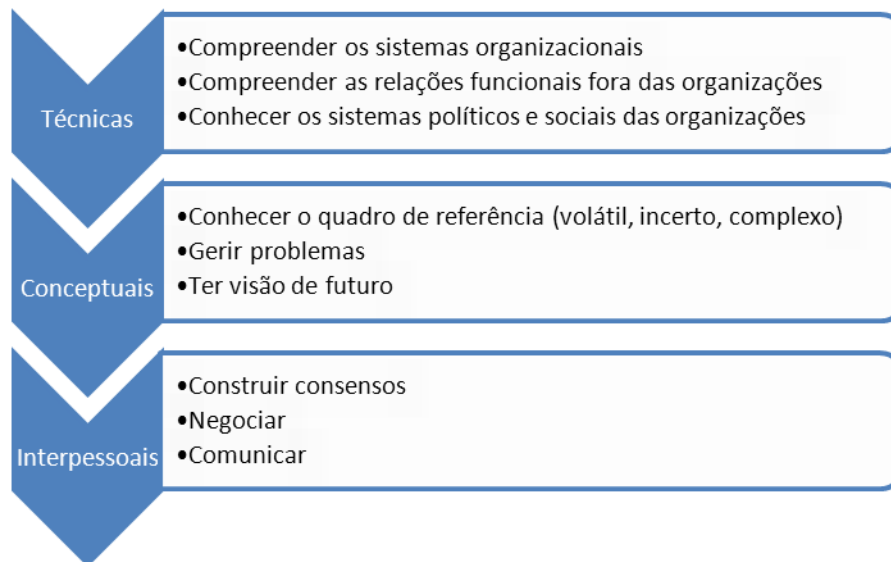 Técnicas
•Compreender os sistemas organizacionais
•Compreender as relações funcionais fora das organizações
•Conhecer os sistemas políticos e sociais das organizações
Conceptuais
•Conhecer o quadro de referência (volátil, incerto, complexo)
•Gerir problemas
•Ter visão de futuro
Interpessoais
•Construir consensos
•Negociar
•Comunicar